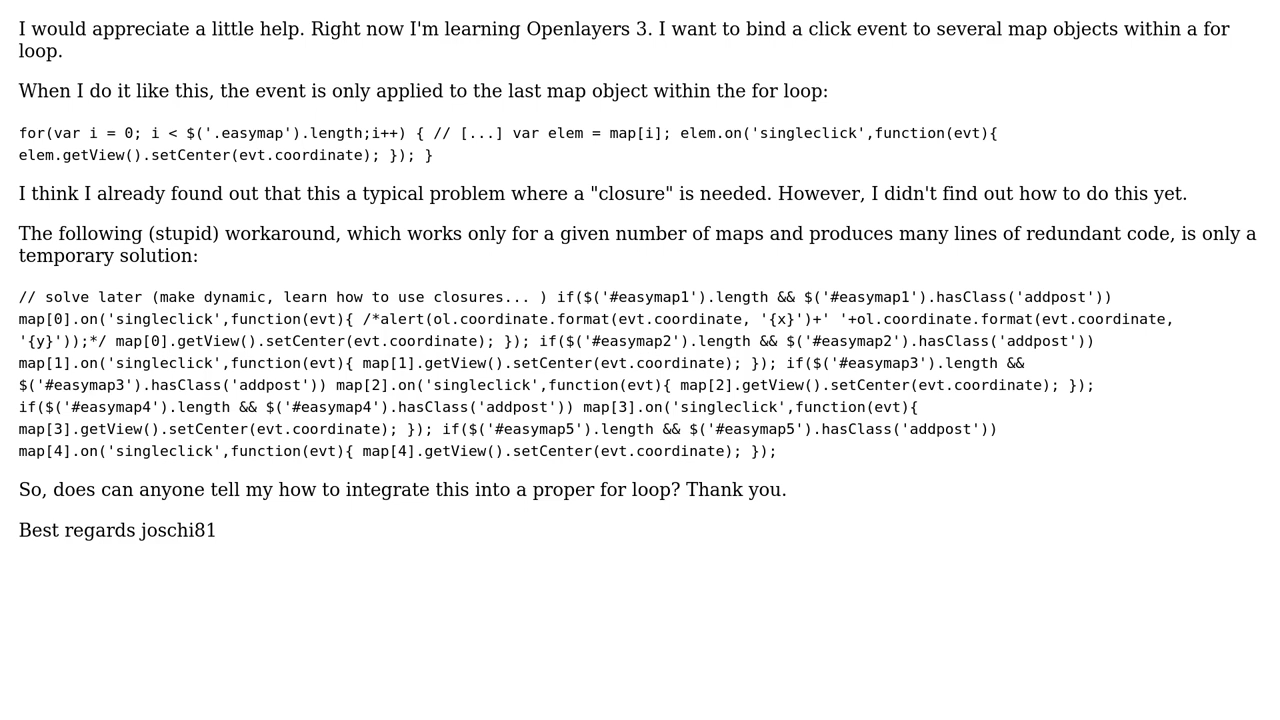 I would appreciate a little help. Right now I'm learning Openlayers 3. I want to bind a click event to several map objects within a for
loop.
When I do it like this, the event is only applied to the last map object within the for loop:
for(var i = 0; i < $('.easymap').length;i++) { // [...] var elem = map[i]; elem.on('singleclick',function(evt){
elem.getView().setCenter(evt.coordinate); }); }
I think I already found out that this a typical problem where a "closure" is needed. However, I didn't find out how to do this yet.
The following (stupid) workaround, which works only for a given number of maps and produces many lines of redundant code, is only a
temporary solution:
// solve later (make dynamic, learn how to use closures... ) if($('#easymap1').length && $('#easymap1').hasClass('addpost'))
map[0].on('singleclick',function(evt){ /*alert(ol.coordinate.format(evt.coordinate, '{x}')+' '+ol.coordinate.format(evt.coordinate,
'{y}'));*/ map[0].getView().setCenter(evt.coordinate); }); if($('#easymap2').length && $('#easymap2').hasClass('addpost'))
map[1].on('singleclick',function(evt){ map[1].getView().setCenter(evt.coordinate); }); if($('#easymap3').length &&
$('#easymap3').hasClass('addpost')) map[2].on('singleclick',function(evt){ map[2].getView().setCenter(evt.coordinate); });
if($('#easymap4').length && $('#easymap4').hasClass('addpost')) map[3].on('singleclick',function(evt){
map[3].getView().setCenter(evt.coordinate); }); if($('#easymap5').length && $('#easymap5').hasClass('addpost'))
map[4].on('singleclick',function(evt){ map[4].getView().setCenter(evt.coordinate); });
So, does can anyone tell my how to integrate this into a proper for loop? Thank you.
Best regards joschi81